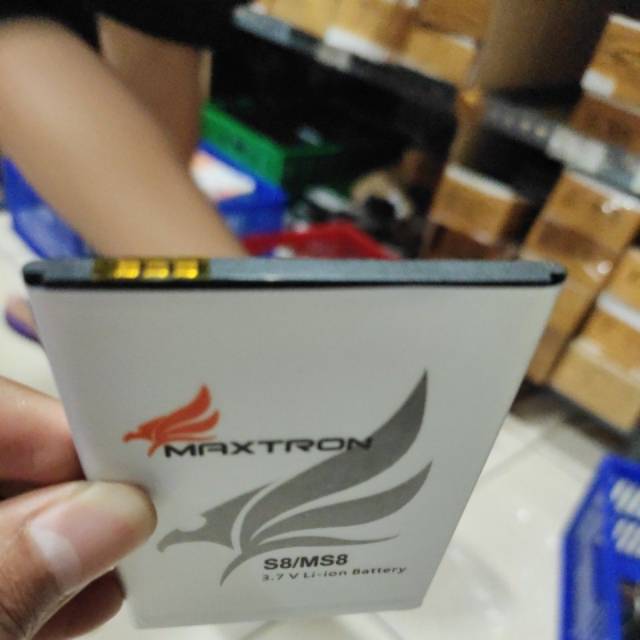 MAXTRON
S8/MS8
3.7 V Li-ion Battery